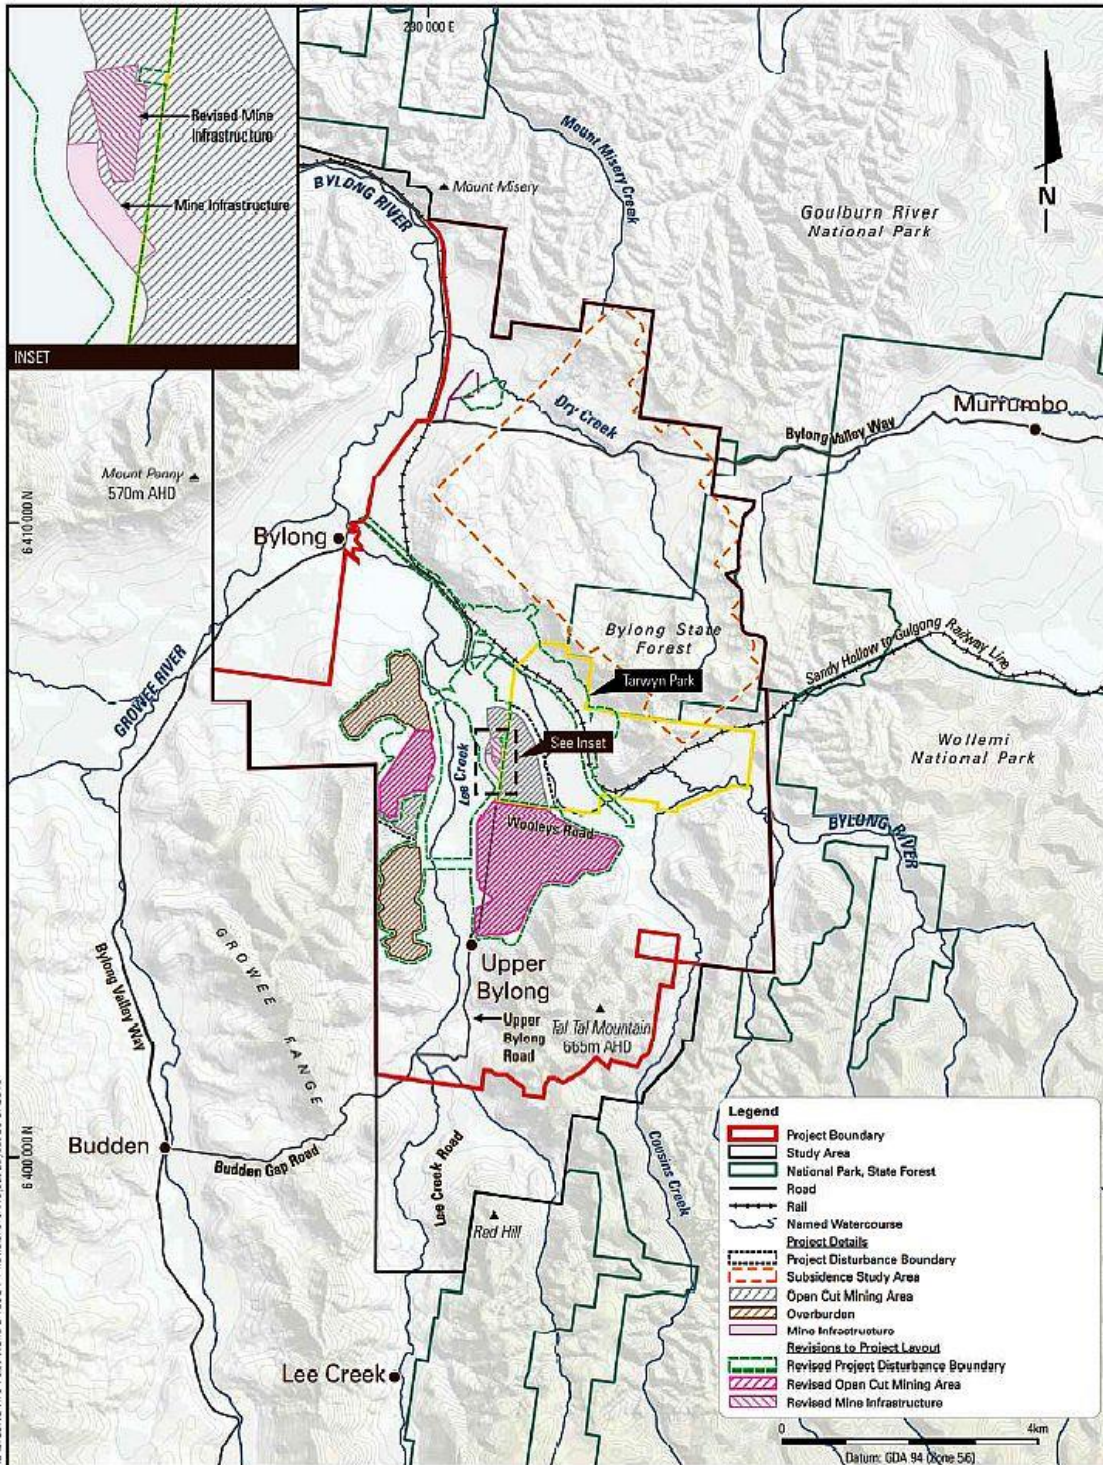 230 000 E
Revised Mine
Infrastructure
Mine Infrastructure
INSET
Mount Misery Creek
BYLONG RIVER
Mount Misery
Goulburn River
National Park
N
Dry Creek
Murrumbo
Bylong Valley Way
Mount Penny
570m AHD
6 410 000 N
Bylong
Bylong State
Forest
Sandy Hollow to Gulgong Railway Line
GROWEE RIVER
Tarwyn Park
See Inset
Lee Creek
Wollemi
National Park
Wooleys Road
BYLONG RIVER
GROWEE RANGE
Bylong Valley Way
Upper
Bylong
Upper
Bylong
Road
Tal Tal Mountain
665m AHD
Budden
Budden Gap Road
6 400 000 N
Lee Creek Road
Cousins Creek
Red Hill
Lee Creek
Legend
Project Boundary
Study Area
National Park, State Forest
Road
Rail
Named Watercourse
Project Details
Project Disturbance Boundary
Subsidence Study Area
Open Cut Mining Area
Overburden
Mine Infrastructure
Revisions to Project Layout
Revised Project Disturbance Boundary
Revised Open Cut Mining Area
Revised Mine Infrastructure
0 4km
Datum: GDA 94 (Zone 56)